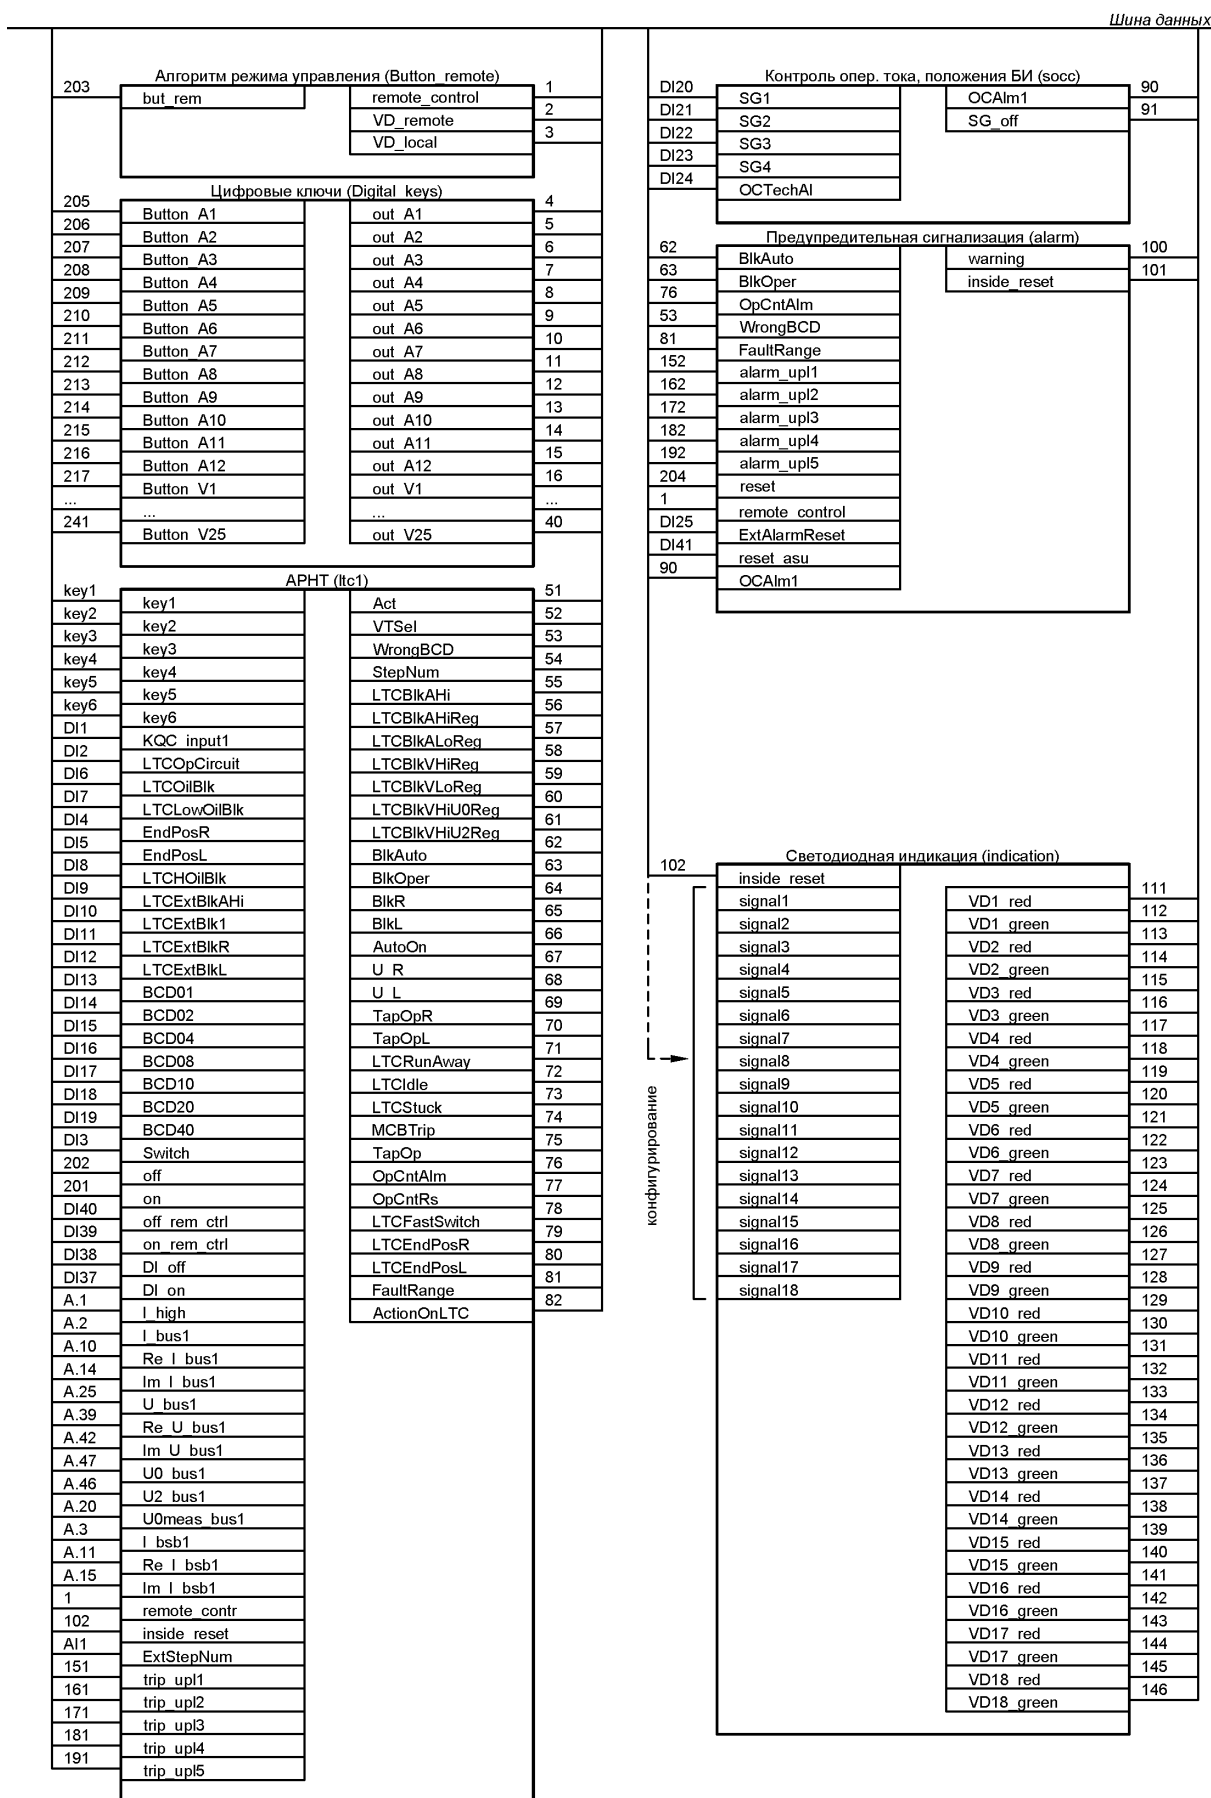 Шина данных
Алгоритм режима управления (Button_remote)
203 but_rem remote_control 1
VD_remote 2
VD_local 3
Цифровые ключи (Digital_keys)
205 Button_A1 out_A1 4
206 Button_A2 out_A2 5
207 Button_A3 out_A3 6
208 Button_A4 out_A4 7
209 Button_A5 out_A5 8
210 Button_A6 out_A6 9
211 Button_A7 out_A7 10
212 Button_A8 out_A8 11
213 Button_A9 out_A9 12
214 Button_A10 out_A10 13
215 Button_A11 out_A11 14
216 Button_A12 out_A12 15
217 Button_V1 out_V1 16
... ... ... ...
241 Button_V25 out_V25 40
АРНТ (ltc1)
key1 key1 Act 51
key2 key2 VTSel 52
key3 key3 WrongBCD 53
key4 key4 StepNum 54
key5 key5 LTCBlkAHi 55
key6 key6 LTCBlkAHiReg 56
DI1 KQC_input1 LTCBlkALoReg 57
DI2 LTCOpCircuit LTCBlkVHiReg 58
DI6 LTCOilBlk LTCBlkVLoReg 59
DI7 LTCLowOilBlk LTCBlkVHiU0Reg 60
DI4 EndPosR LTCBlkVHiU2Reg 61
DI5 EndPosL BlkAuto 62
DI8 LTCHOilBlk BlkOper 63
DI9 LTCExtBlkAHi BlkR 64
DI10 LTCExtBlk1 BlkL 65
DI11 LTCExtBlkR AutoOn 66
DI12 LTCExtBlkL U_R 67
DI13 BCD01 U_L 68
DI14 BCD02 TapOpR 69
DI15 BCD04 TapOpL 70
DI16 BCD08 LTCRunAway 71
DI17 BCD10 LTCIdle 72
DI18 BCD20 LTCStuck 73
DI19 BCD40 MCBTrip 74
DI3 Switch TapOp 75
202 off OpCntAlm 76
201 on OpCntRs 77
DI40 off_rem_ctrl LTCFastSwitch 78
DI39 on_rem_ctrl LTCEndPosR 79
DI38 DI_off LTCEndPosL 80
DI37 DI_on FaultRange 81
A.1 I_high ActionOnLTC 82
A.2 I_bus1
A.10 Re_I_bus1
A.14 Im_I_bus1
A.25 U_bus1
A.39 Re_U_bus1
A.42 Im_U_bus1
A.47 U0_bus1
A.46 U2_bus1
A.20 U0meas_bus1
A.3 I_bsb1
A.11 Re_I_bsb1
A.15 Im_I_bsb1
1 remote_contr
102 inside_reset
AI1 ExtStepNum
151 trip_upl1
161 trip_upl2
171 trip_upl3
181 trip_upl4
191 trip_upl5
Контроль опер. тока, положения БИ (socc)
DI20 SG1 OCAlm1 90
DI21 SG2 SG_off 91
DI22 SG3
DI23 SG4
DI24 OCTechAl
Предупредительная сигнализация (alarm)
62 BlkAuto warning 100
63 BlkOper inside_reset 101
76 OpCntAlm
53 WrongBCD
81 FaultRange
152 alarm_upl1
162 alarm_upl2
172 alarm_upl3
182 alarm_upl4
192 alarm_upl5
204 reset
1 remote_control
DI25 ExtAlarmReset
DI41 reset_asu
90 OCAlm1
Светодиодная индикация (indication)
102 inside_reset
конфигурирование
signal1 VD1_red 111
signal2 VD1_green 112
signal3 VD2_red 113
signal4 VD2_green 114
signal5 VD3_red 115
signal6 VD3_green 116
signal7 VD4_red 117
signal8 VD4_green 118
signal9 VD5_red 119
signal10 VD5_green 120
signal11 VD6_red 121
signal12 VD6_green 122
signal13 VD7_red 123
signal14 VD7_green 124
signal15 VD8_red 125
signal16 VD8_green 126
signal17 VD9_red 127
signal18 VD9_green 128
VD10_red 129
VD10_green 130
VD11_red 131
VD11_green 132
VD12_red 133
VD12_green 134
VD13_red 135
VD13_green 136
VD14_red 137
VD14_green 138
VD15_red 139
VD15_green 140
VD16_red 141
VD16_green 142
VD17_red 143
VD17_green 144
VD18_red 145
VD18_green 146